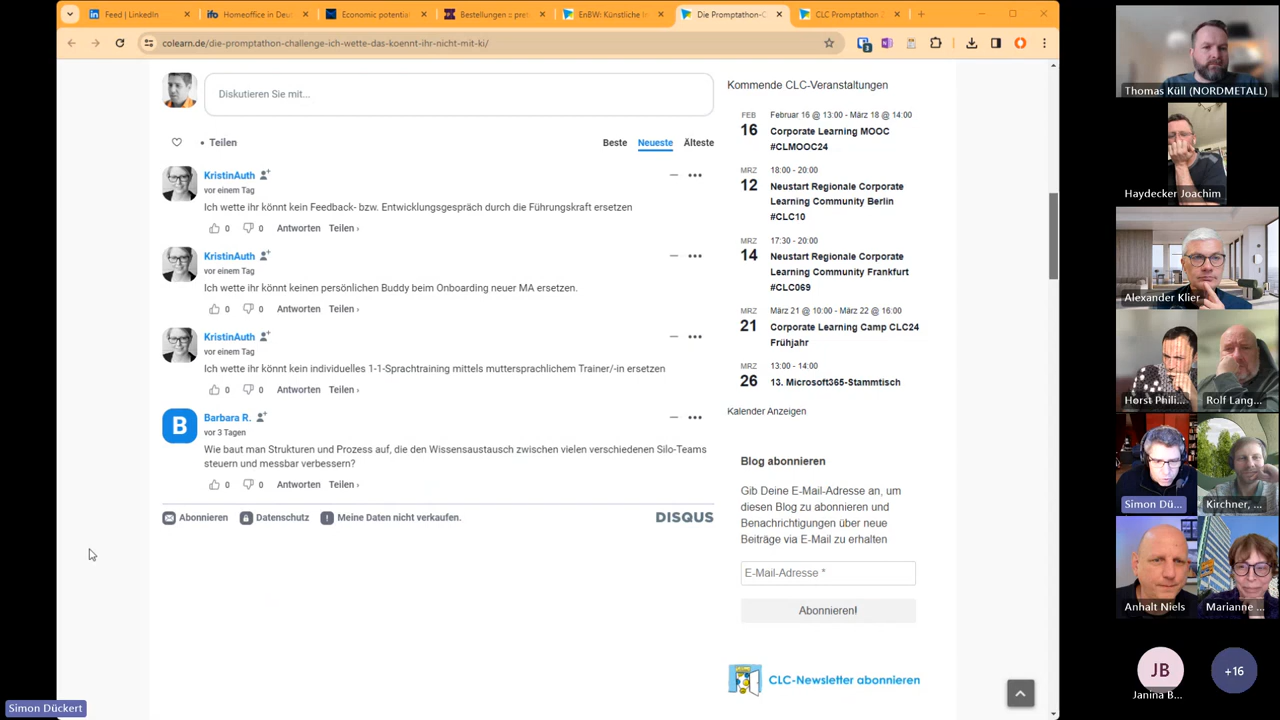 Feed | LinkedIn
Homeoffice in Deu
Economic potential
Bestellungen :: pret
EnBW: Künstliche In
Die Promptathon-C
CLC Promptathon 2
colearn.de/die-promptathon-challenge-ich-wette-das-koennt-ihr-nicht-mit-ki/
3
Diskutieren Sie mit...
• Teilen
Beste Neueste Älteste
KristinAuth
vor einem Tag
Ich wette ihr könnt kein Feedback- bzw. Entwicklungsgespräch durch die Führungskraft ersetzen
0 0 Antworten Teilen ›
KristinAuth
vor einem Tag
Ich wette ihr könnt keinen persönlichen Buddy beim Onboarding neuer MA ersetzen.
0 0 Antworten Teilen ›
KristinAuth
vor einem Tag
Ich wette ihr könnt kein individuelles 1-1-Sprachtraining mittels muttersprachlichem Trainer/-in ersetzen
0 0 Antworten Teilen ›
B
Barbara R.
vor 3 Tagen
Wie baut man Strukturen und Prozess auf, die den Wissensaustausch zwischen vielen verschiedenen Silo-Teams
steuern und messbar verbessern?
0 0 Antworten Teilen ›
Abonnieren Datenschutz Meine Daten nicht verkaufen. DISQUS
Kommende CLC-Veranstaltungen
FEB
16
Februar 16 @ 13:00 - März 18 @ 14:00
Corporate Learning MOOC
#CLMOOC24
MRZ
12
18:00 - 20:00
Neustart Regionale Corporate
Learning Community Berlin
#CLC10
MRZ
14
17:30 - 20:00
Neustart Regionale Corporate
Learning Community Frankfurt
#CLC069
MRZ
21
März 21 @ 10:00 - März 22 @ 16:00
Corporate Learning Camp CLC24
Frühjahr
MRZ
26
13:00 - 14:00
13. Microsoft365-Stammtisch
Kalender Anzeigen
Blog abonnieren
Gib Deine E-Mail-Adresse an, um
diesen Blog zu abonnieren und
Benachrichtigungen über neue
Beiträge via E-Mail zu erhalten
E-Mail-Adresse *
Abonnieren!
CLC-Newsletter abonnieren
Simon Dückert
Thomas Küll (NORDMETALL)
Haydecker Joachim
Alexander Klier
Horst Phili...
Rolf Lang...
Simon Dü...
Kirchner, ...
Anhalt Niels
Marianne ...
JB
Janina B...
+16